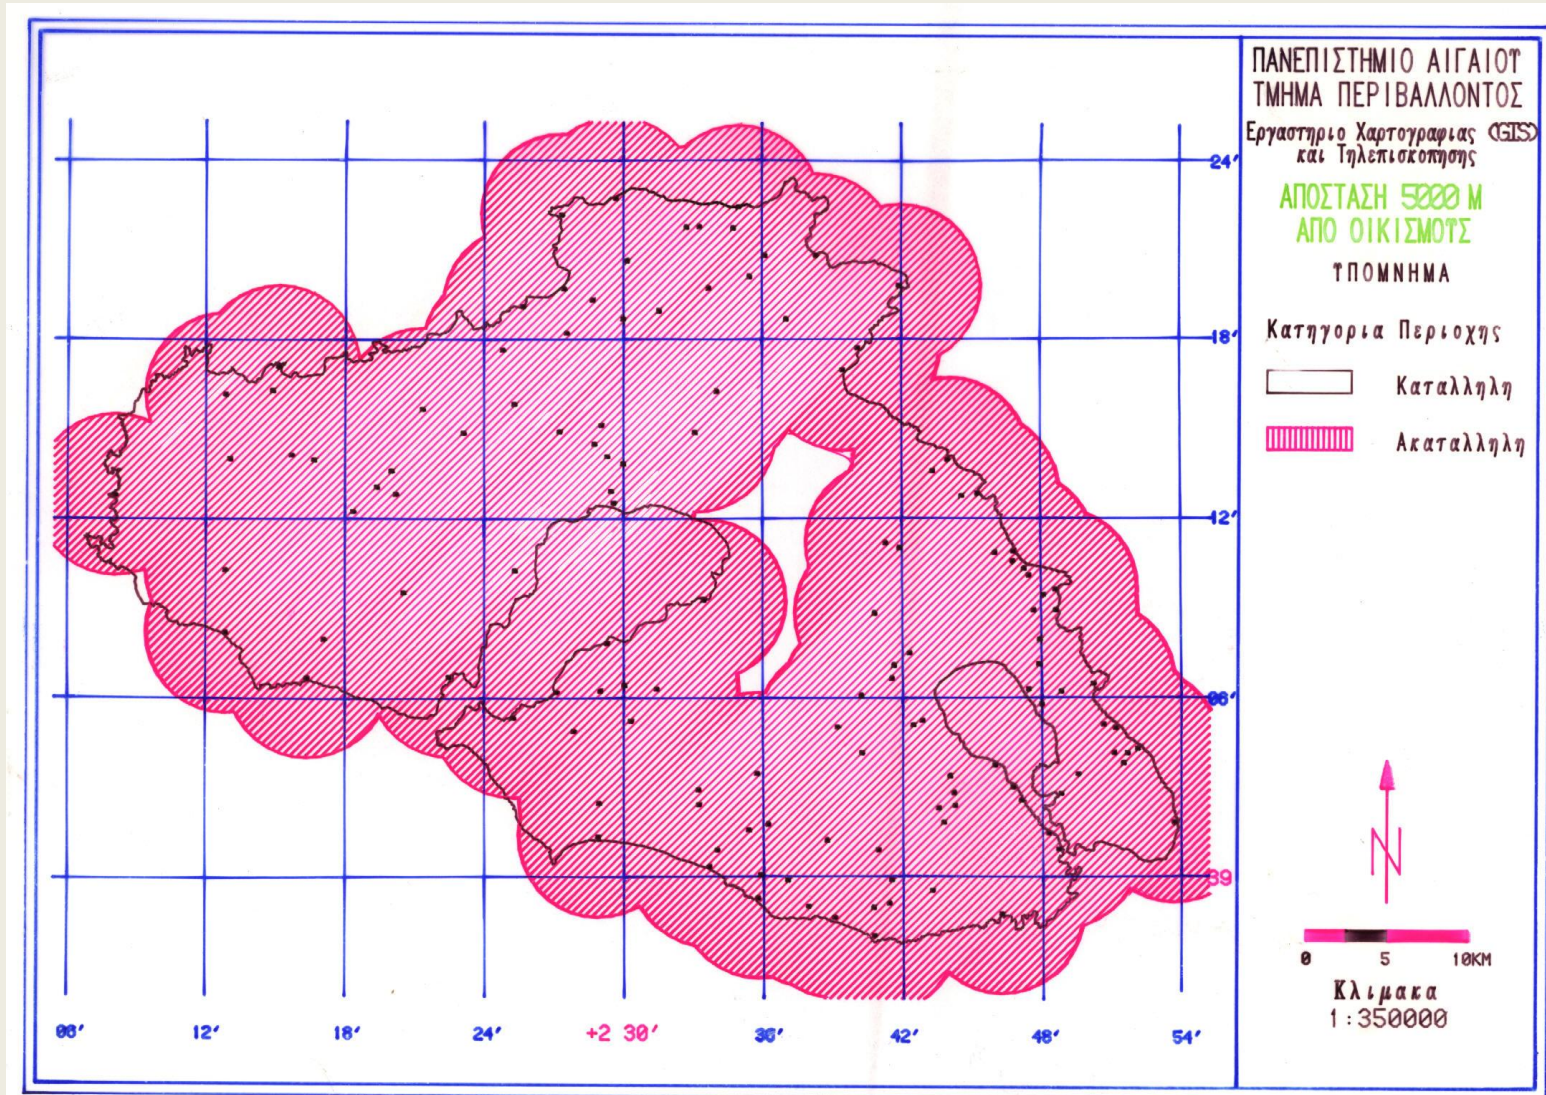 ΠΑΝΕΠΙΣΤΗΜΙΟ ΑΙΓΑΙΟΥ
ΤΜΗΜΑ ΠΕΡΙΒΑΛΛΟΝΤΟΣ
Εργαστηριο Χαρτογραφιας (GIS)
και Τηλεπισκοπησης
ΑΠΟΣΤΑΣΗ 5000 Μ
ΑΠΟ ΟΙΚΙΣΜΟΥΣ
ΥΠΟΜΝΗΜΑ
Κατηγορια Περιοχης
Καταλληλη
Ακαταλληλη
24'
18'
12'
06'
39
N
0 5 10KM
Κλιμακα
1:350000
06' 12' 18' 24' +2 30' 36' 42' 48' 54'